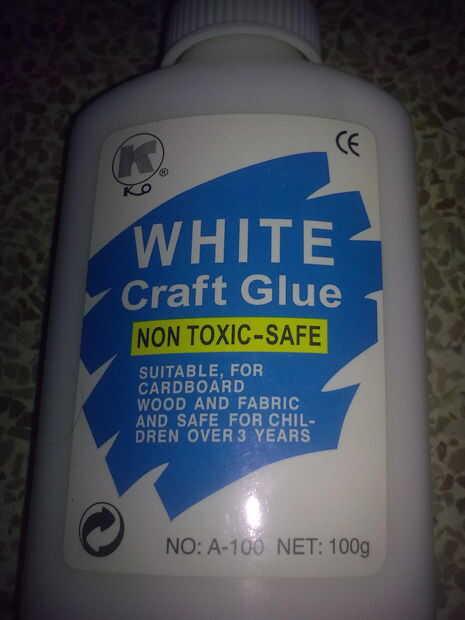 K
KO ®
CE
WHITE
Craft Glue
NON TOXIC-SAFE
SUITABLE, FOR
CARDBOARD
WOOD AND FABRIC
AND SAFE FOR CHIL-
DREN OVER 3 YEARS
NO: A-100 NET: 100g